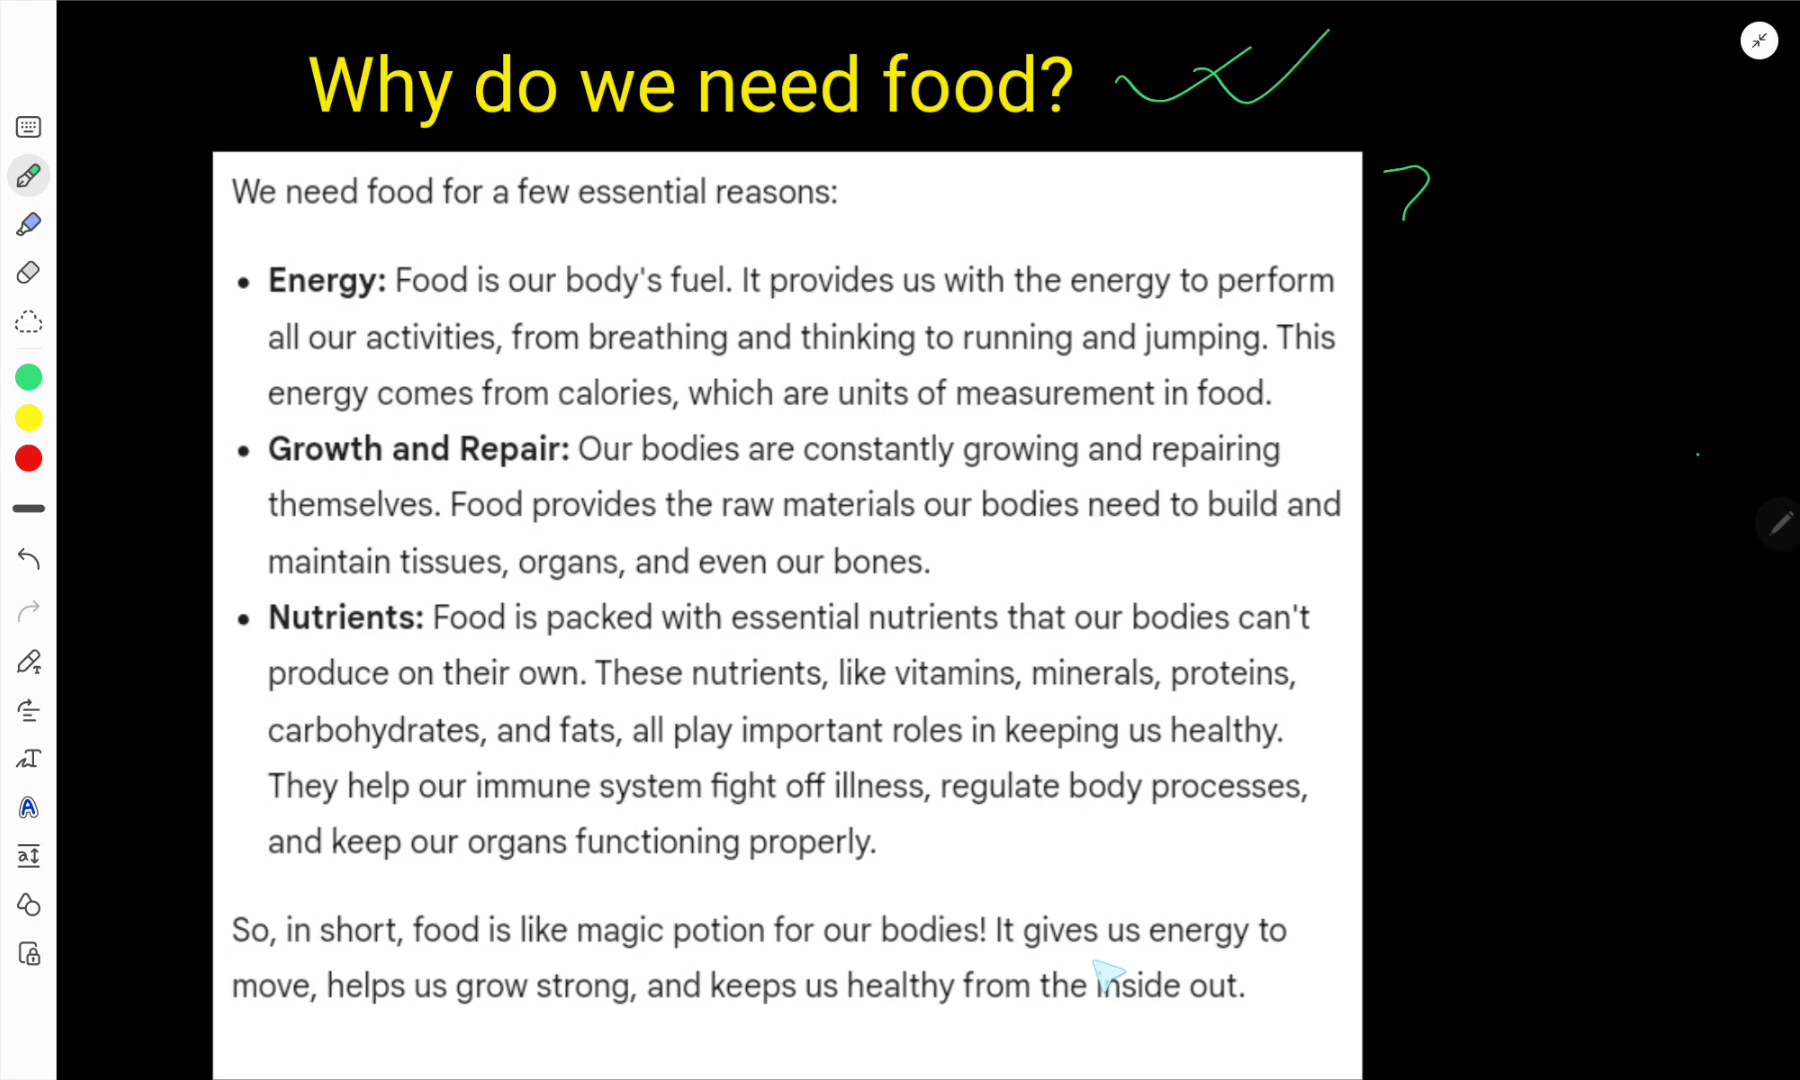 Why do we need food?
?
We need food for a few essential reasons:
• Energy: Food is our body's fuel. It provides us with the energy to perform
all our activities, from breathing and thinking to running and jumping. This
energy comes from calories, which are units of measurement in food.
• Growth and Repair: Our bodies are constantly growing and repairing
themselves. Food provides the raw materials our bodies need to build and
maintain tissues, organs, and even our bones.
• Nutrients: Food is packed with essential nutrients that our bodies can't
produce on their own. These nutrients, like vitamins, minerals, proteins,
carbohydrates, and fats, all play important roles in keeping us healthy.
They help our immune system fight off illness, regulate body processes,
and keep our organs functioning properly.
So, in short, food is like magic potion for our bodies! It gives us energy to
move, helps us grow strong, and keeps us healthy from the inside out.